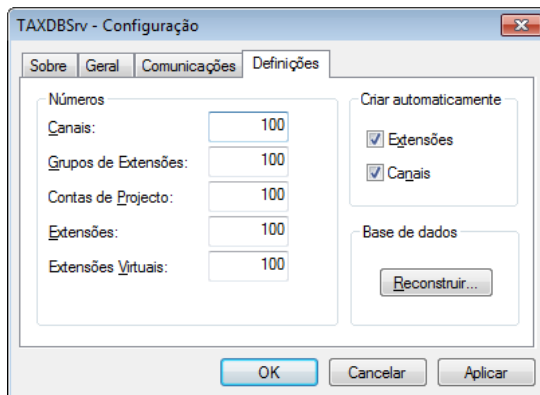 TAXDBSrv - Configuração
Sobre Geral Comunicações Definições
Números
Canais: 100
Grupos de Extensões: 100
Contas de Projecto: 100
Extensões: 100
Extensões Virtuais: 100
Criar automaticamente
Extensões
Canais
Base de dados
Reconstruir...
OK Cancelar Aplicar